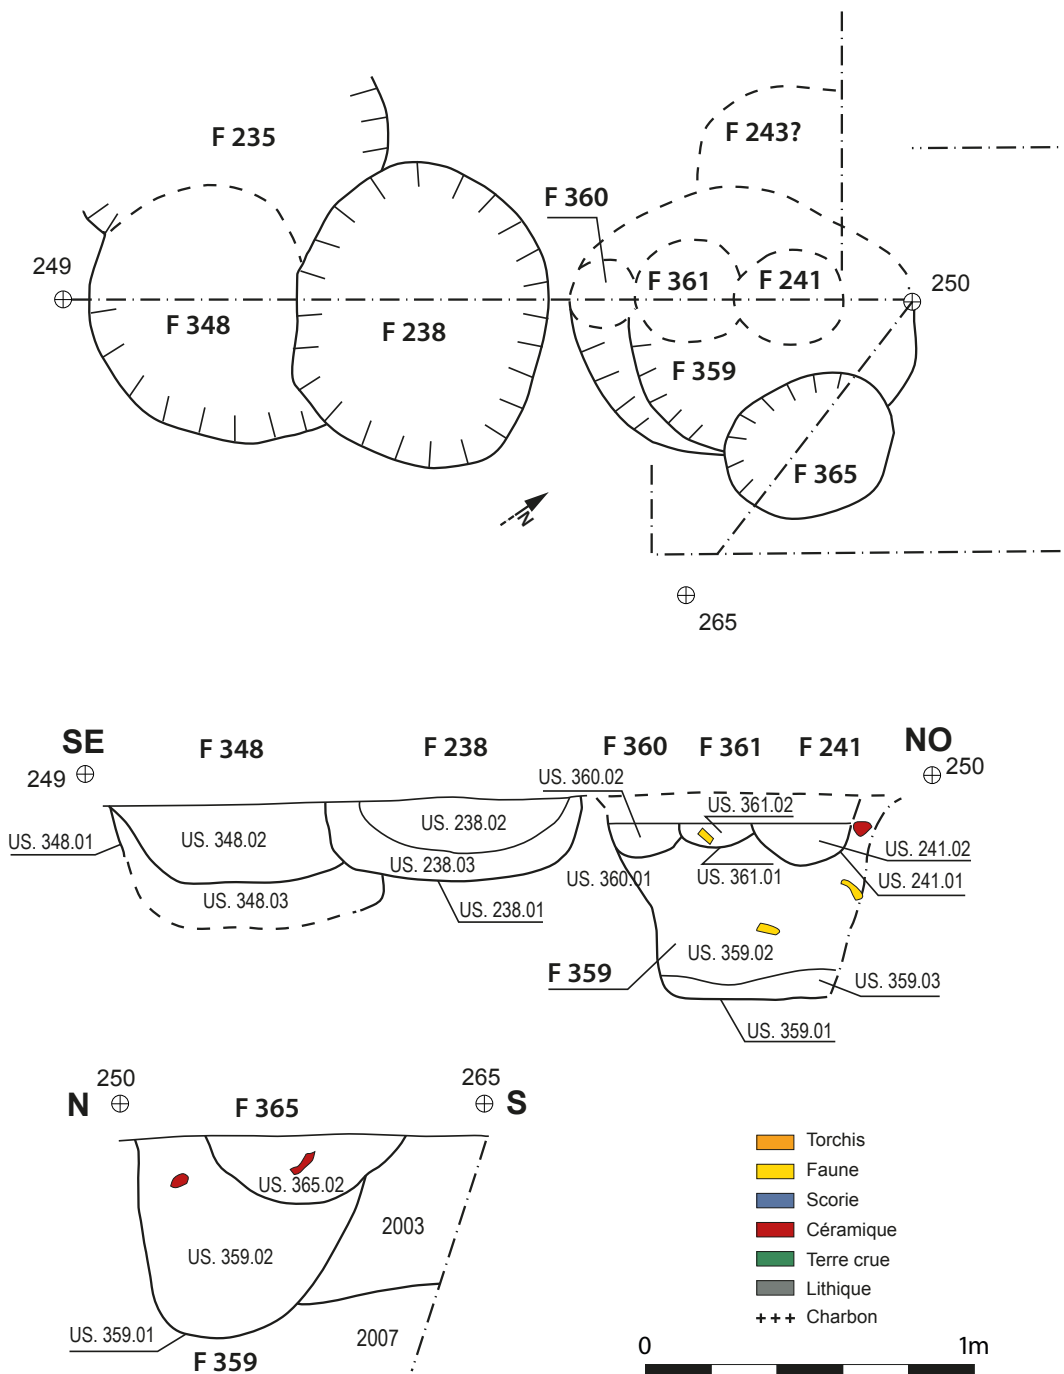 F 235
F 243?
F 360
249
F 361
F 241
250
F 348
F 238
F 359
F 365
N
265
SE
F 348
F 238
F 360
F 361
F 241
NO
249
250
US. 360.02
US. 361.02
US. 348.01
US. 348.02
US. 238.02
US. 241.02
US. 238.03
US. 360.01
US. 361.01
US. 241.01
US. 348.03
US. 238.01
US. 359.02
F 359
US. 359.03
US. 359.01
250
265
N
F 365
S
US. 365.02
2003
US. 359.02
US. 359.01
2007
F 359
Torchis
Faune
Scorie
Céramique
Terre crue
Lithique
+++ Charbon
0
1m